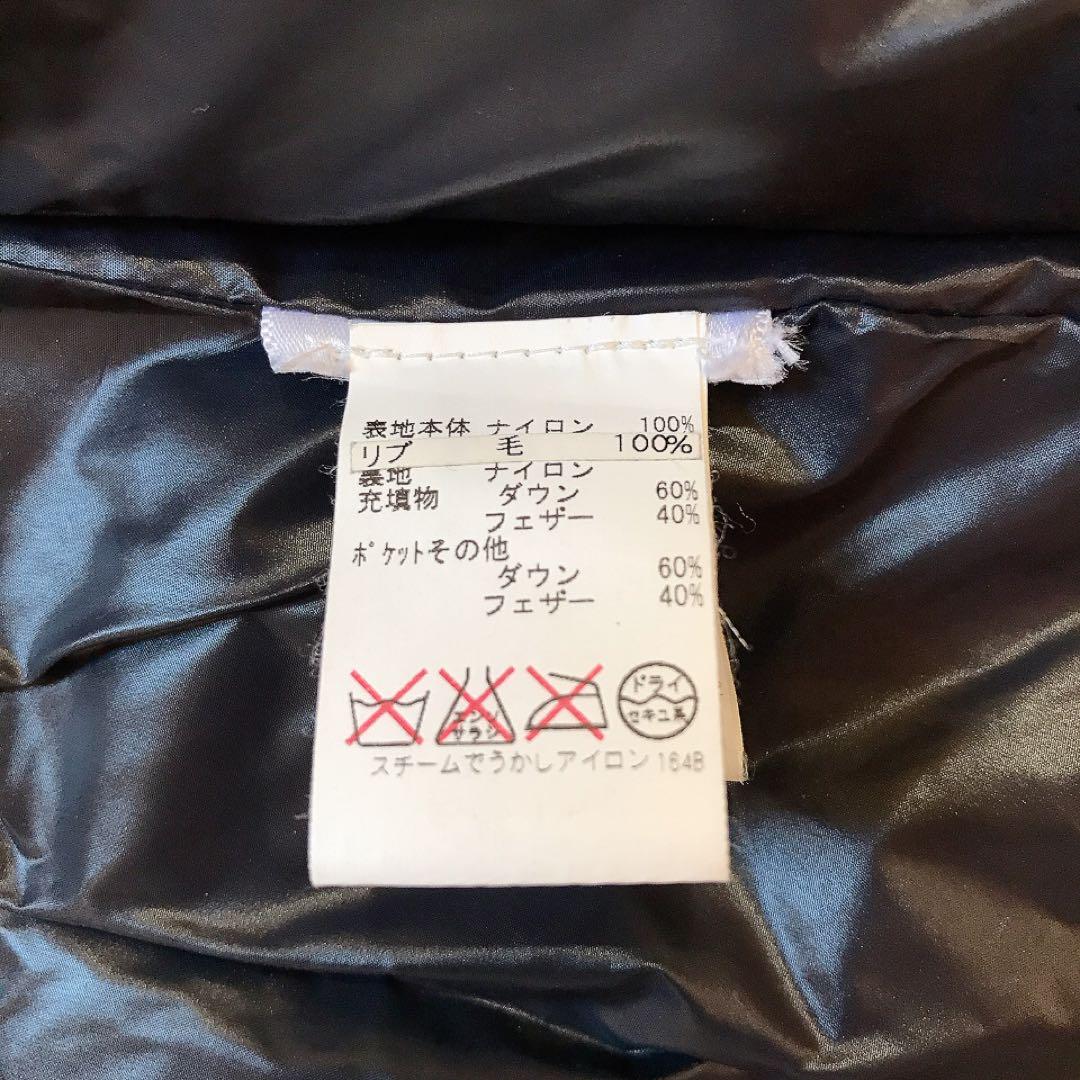 表地本体 ナイロン 100%
リブ 毛 100%
裏地 ナイロン
充填物 ダウン 60%
フェザー 40%
ポケットその他
ダウン 60%
フェザー 40%
エンソ
サラシ
ドライ
セキユ系
スチームでうかしアイロン 164B